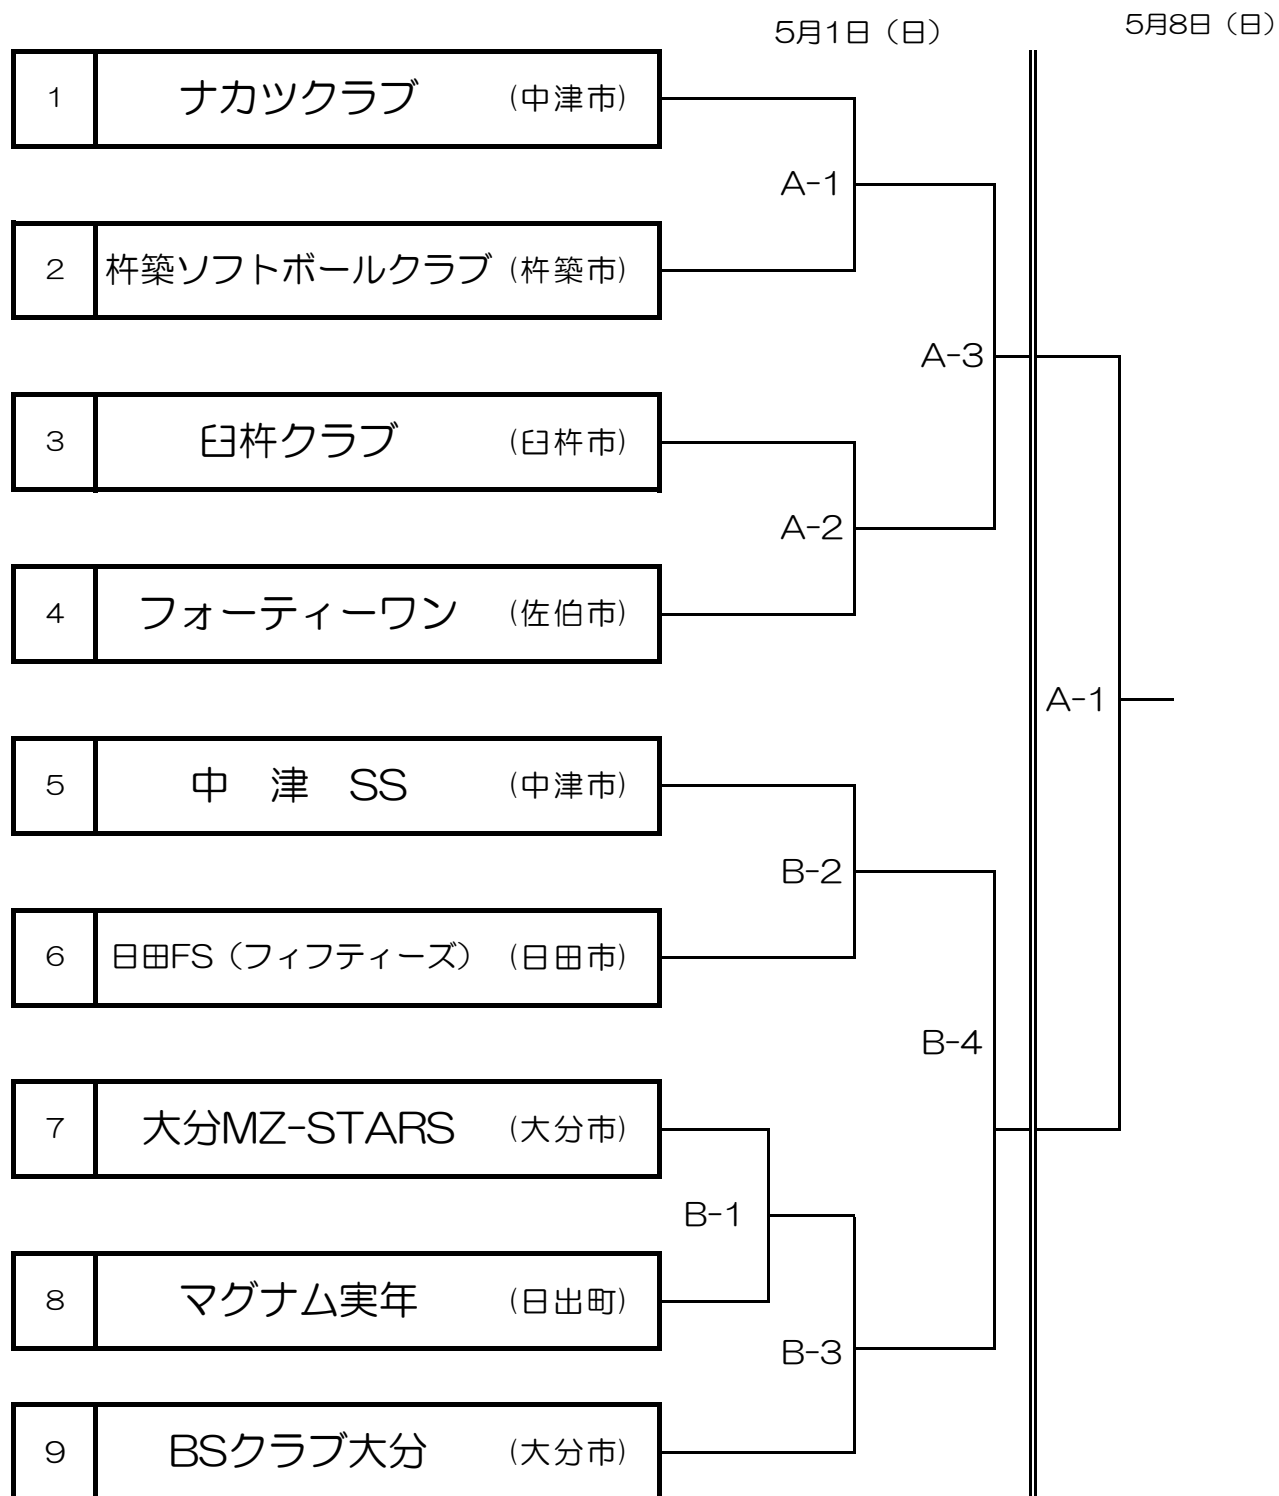 5月1日（日）
5月8日（日）
1 ナカツクラブ (中津市)
A-1
2 杵築ソフトボールクラブ (杵築市)
A-3
3 臼杵クラブ (臼杵市)
A-2
4 フォーティーワン (佐伯市)
A-1
5 中　津　SS (中津市)
B-2
6 日田FS（フィフティーズ） (日田市)
B-4
7 大分MZ-STARS (大分市)
B-1
8 マグナム実年 (日出町)
B-3
9 BSクラブ大分 (大分市)